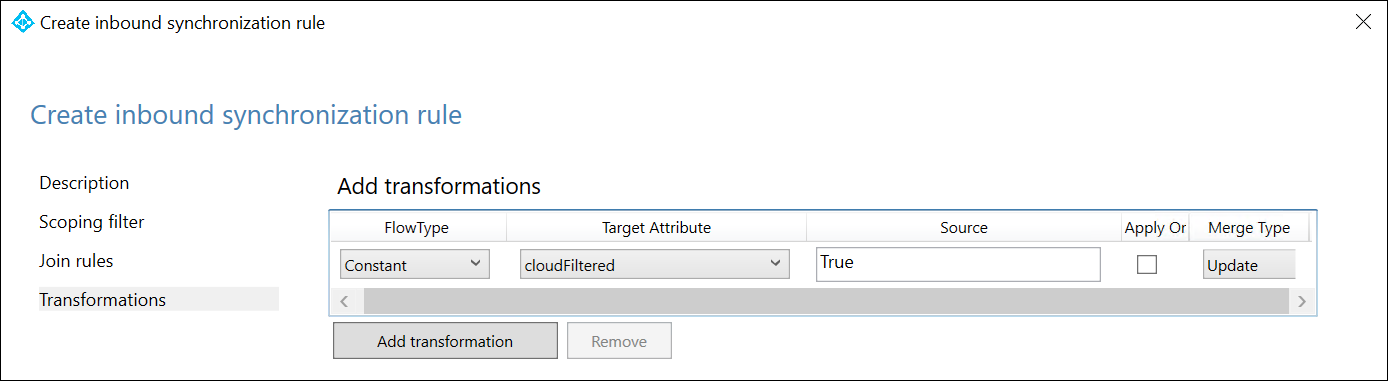 Create inbound synchronization rule
Create inbound synchronization rule
Description
Scoping filter
Join rules
Transformations
Add transformations
FlowType Target Attribute Source Apply Or Merge Type
Constant cloudFiltered True Update
Add transformation Remove